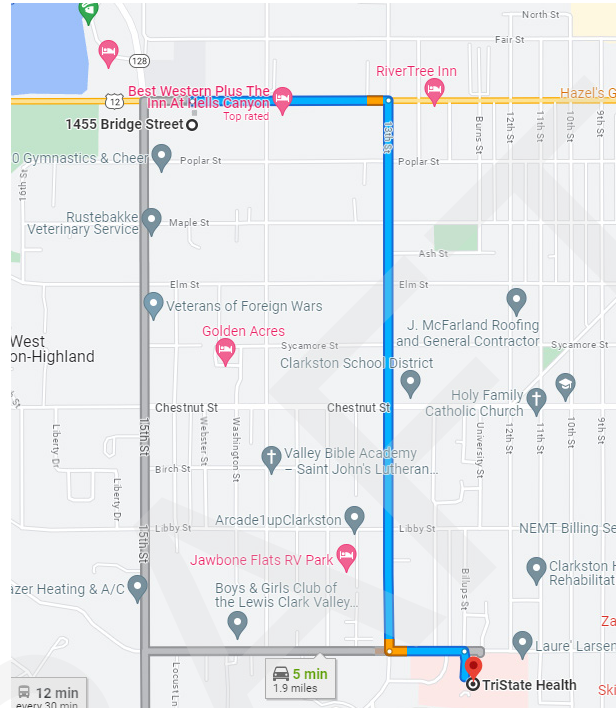 North St
Fair St
128
RiverTree Inn
Best Western Plus The
Inn At Hells Canyon
Top rated
Hazel's G
12
1455 Bridge Street
13th St
Burns St
12th St
11th St
10th St
9th St
0 Gymnastics & Cheer
Poplar St
Poplar St
16th St
Rustebakke
Veterinary Service
Maple St
Ash St
Elm St
Elm St
Veterans of Foreign Wars
J. McFarland Roofing
and General Contractor
Golden Acres
West
on-Highland
Sycamore St
Sycamore St
Clarkston School District
Holy Family
Catholic Church
Chestnut St
Chestnut St
15th St
Liberty Dr
Webster St
Washington St
University St
12th St
11th St
10th St
9th St
Valley Bible Academy
– Saint John's Lutheran...
Birch St
Liberty Dr
15th St
Arcade1upClarkston
Libby St
Libby St
NEMT Billing Se
Jawbone Flats RV Park
Clarkston H
Rehabilitat
Billups St
azer Heating & A/C
Boys & Girls Club of
the Lewis Clark Valley...
Za
Laure' Larsen
Locust Ln
5 min
1.9 miles
TriState Health
Ski
12 min
every 30 min